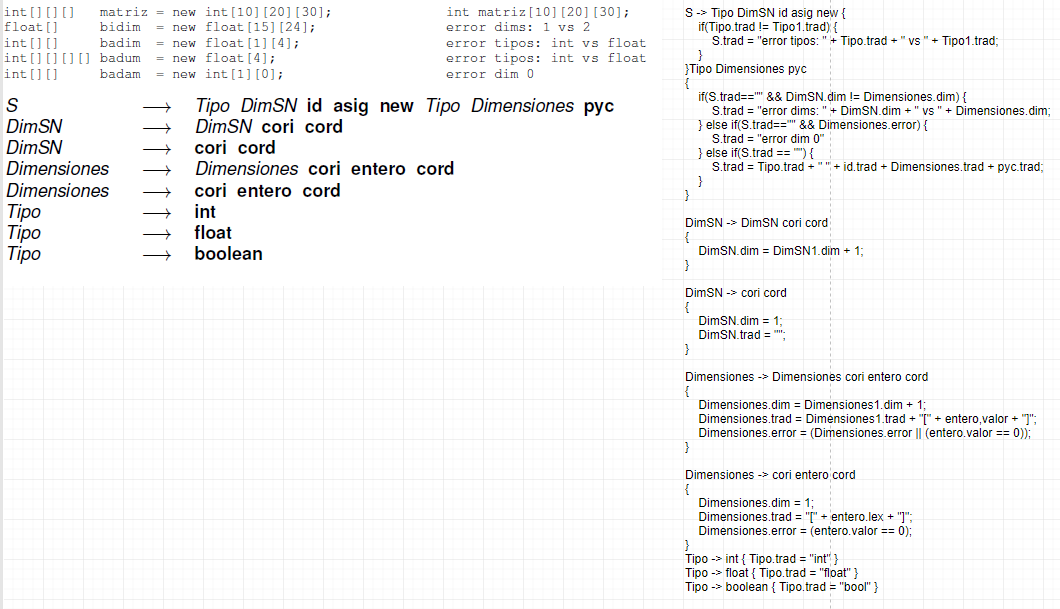 int[][][]   matriz = new int[10][20][30];   int matriz[10][20][30];
float[]     bidim  = new float[15][24];     error dims: 1 vs 2
int[][]     badim  = new float[1][4];       error tipos: int vs float
int[][][][] badum  = new float[4];          error tipos: int vs float
int[][]     badam  = new int[1][0];         error dim 0
S ⟶ Tipo DimSN id asig new Tipo Dimensiones pyc
DimSN ⟶ DimSN cori cord
DimSN ⟶ cori cord
Dimensiones ⟶ Dimensiones cori entero cord
Dimensiones ⟶ cori entero cord
Tipo ⟶ int
Tipo ⟶ float
Tipo ⟶ boolean
S -> Tipo DimSN id asig new {
if(Tipo.trad != Tipo1.trad) {
S.trad = "error tipos: " + Tipo.trad + " vs " + Tipo1.trad;
}
}Tipo Dimensiones pyc
{
if(S.trad=="" && DimSN.dim != Dimensiones.dim) {
S.trad = "error dims: " + DimSN.dim + " vs " + Dimensiones.dim;
} else if(S.trad=="" && Dimensiones.error) {
S.trad = "error dim 0"
} else if(S.trad == "") {
S.trad = Tipo.trad + " " + id.trad + Dimensiones.trad + pyc.trad;
}
}
DimSN -> DimSN cori cord
{
DimSN.dim = DimSN1.dim + 1;
}
DimSN -> cori cord
{
DimSN.dim = 1;
DimSN.trad = "";
}
Dimensiones -> Dimensiones cori entero cord
{
Dimensiones.dim = Dimensiones1.dim + 1;
Dimensiones.trad = Dimensiones1.trad + "[" + entero,valor + "]";
Dimensiones.error = (Dimensiones.error || (entero.valor == 0));
}
Dimensiones -> cori entero cord
{
Dimensiones.dim = 1;
Dimensiones.trad = "[" + entero.lex + "]";
Dimensiones.error = (entero.valor == 0);
}
Tipo -> int { Tipo.trad = "int" }
Tipo -> float { Tipo.trad = "float" }
Tipo -> boolean { Tipo.trad = "bool" }